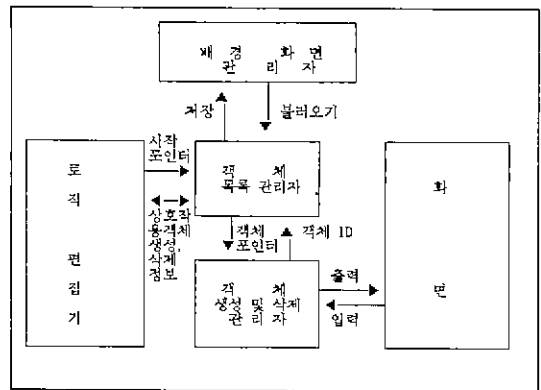 배 경 화 면
관 리 자
저장
불러오기
시작
포인터
로
직
편
집
기
객 체
목록 관리자
화
면
상호작
용객체
생성,
삭제
정보
객체
포인터
객체 ID
객 체
생성 및 삭제
관 리 자
출력
입력